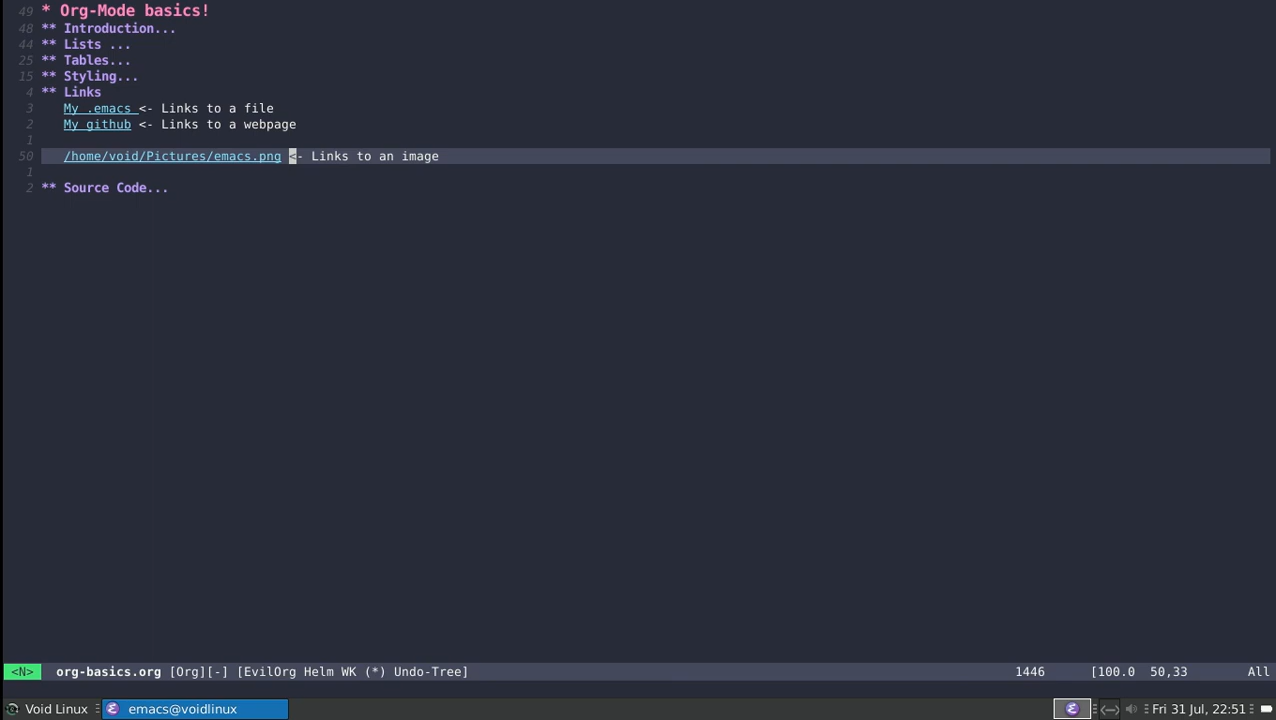 49 * Org-Mode basics!
48 ** Introduction...
44 ** Lists ...
25 ** Tables...
15 ** Styling...
4 ** Links
3 My .emacs <- Links to a file
2 My github <- Links to a webpage
1
50 /home/void/Pictures/emacs.png <- Links to an image
1
2 ** Source Code...
<N> org-basics.org [Org][-] [EvilOrg Helm WK (*) Undo-Tree] 1446 [100.0 50,33 All
Void Linux emacs@voidlinux Fri 31 Jul, 22:51